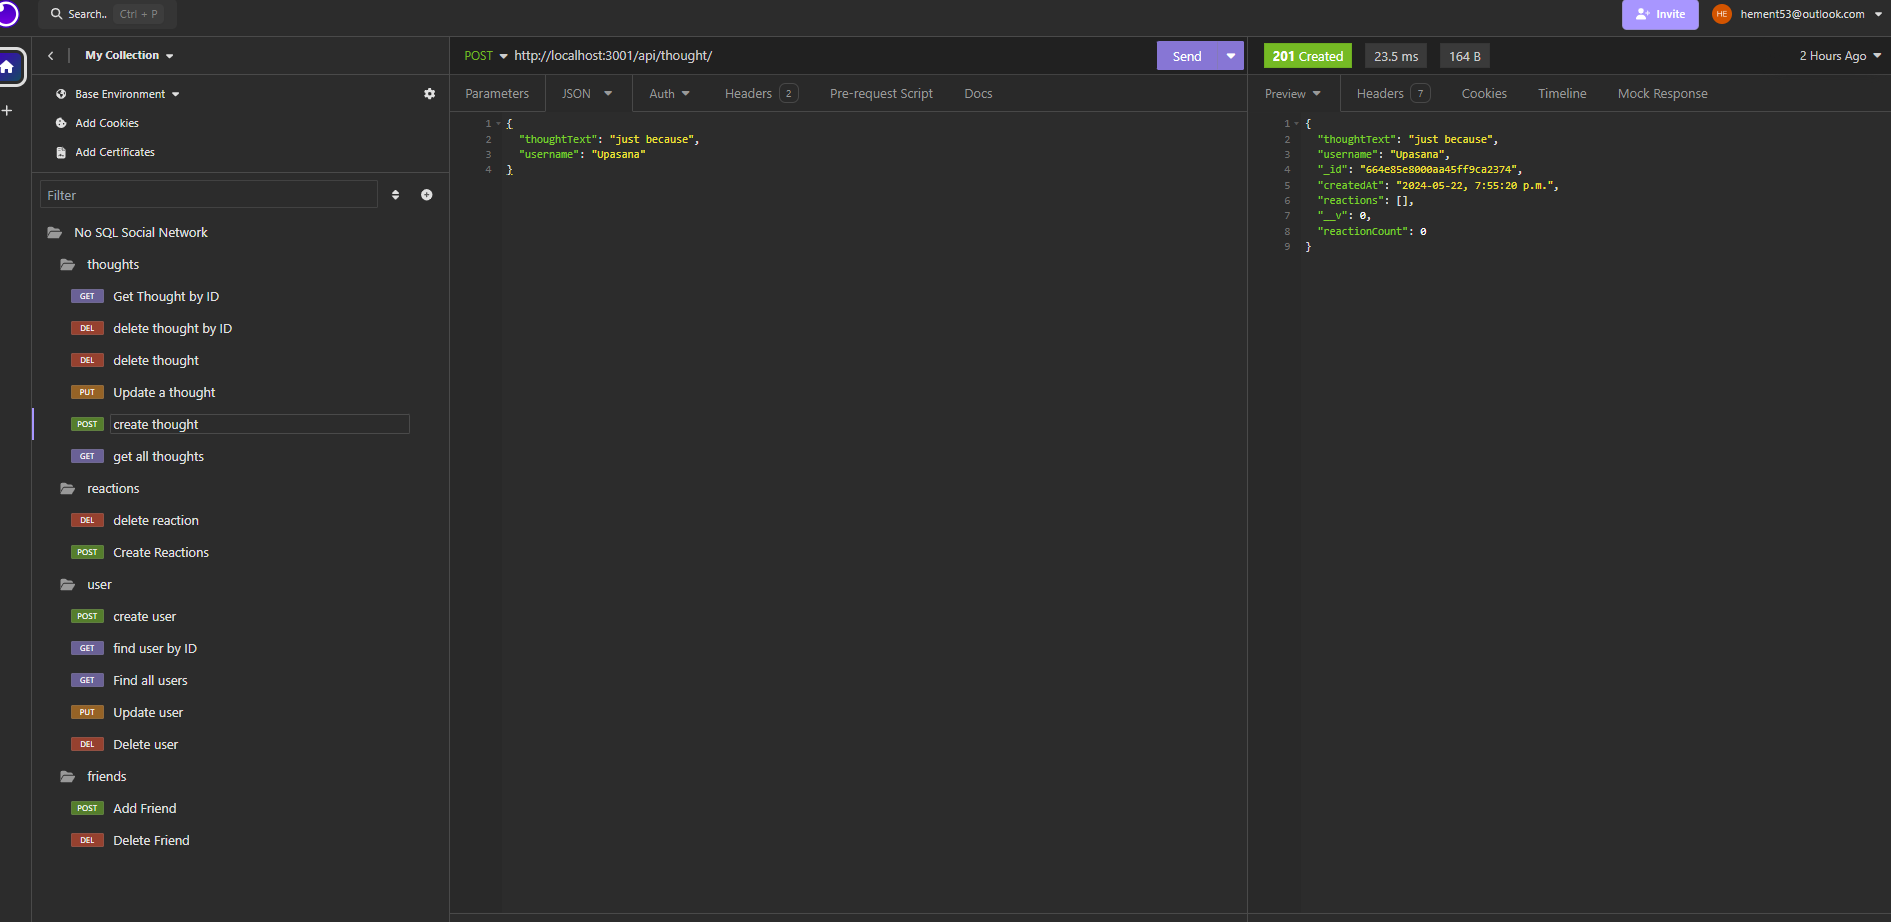 Search.. Ctrl + P
Invite HE hement53@outlook.com
My Collection
Base Environment
Add Cookies
Add Certificates
Filter
No SQL Social Network
thoughts
GET Get Thought by ID
DEL delete thought by ID
DEL delete thought
PUT Update a thought
POST create thought
GET get all thoughts
reactions
DEL delete reaction
POST Create Reactions
user
POST create user
GET find user by ID
GET Find all users
PUT Update user
DEL Delete user
friends
POST Add Friend
DEL Delete Friend
POST http://localhost:3001/api/thought/ Send
Parameters JSON Auth Headers 2 Pre-request Script Docs
1 {
2 "thoughtText": "just because",
3 "username": "Upasana"
4 }
201 Created 23.5 ms 164 B 2 Hours Ago
Preview Headers 7 Cookies Timeline Mock Response
1 {
2 "thoughtText": "just because",
3 "username": "Upasana",
4 "_id": "664e85e8000aa45ff9ca2374",
5 "createdAt": "2024-05-22, 7:55:20 p.m.",
6 "reactions": [],
7 "__v": 0,
8 "reactionCount": 0
9 }